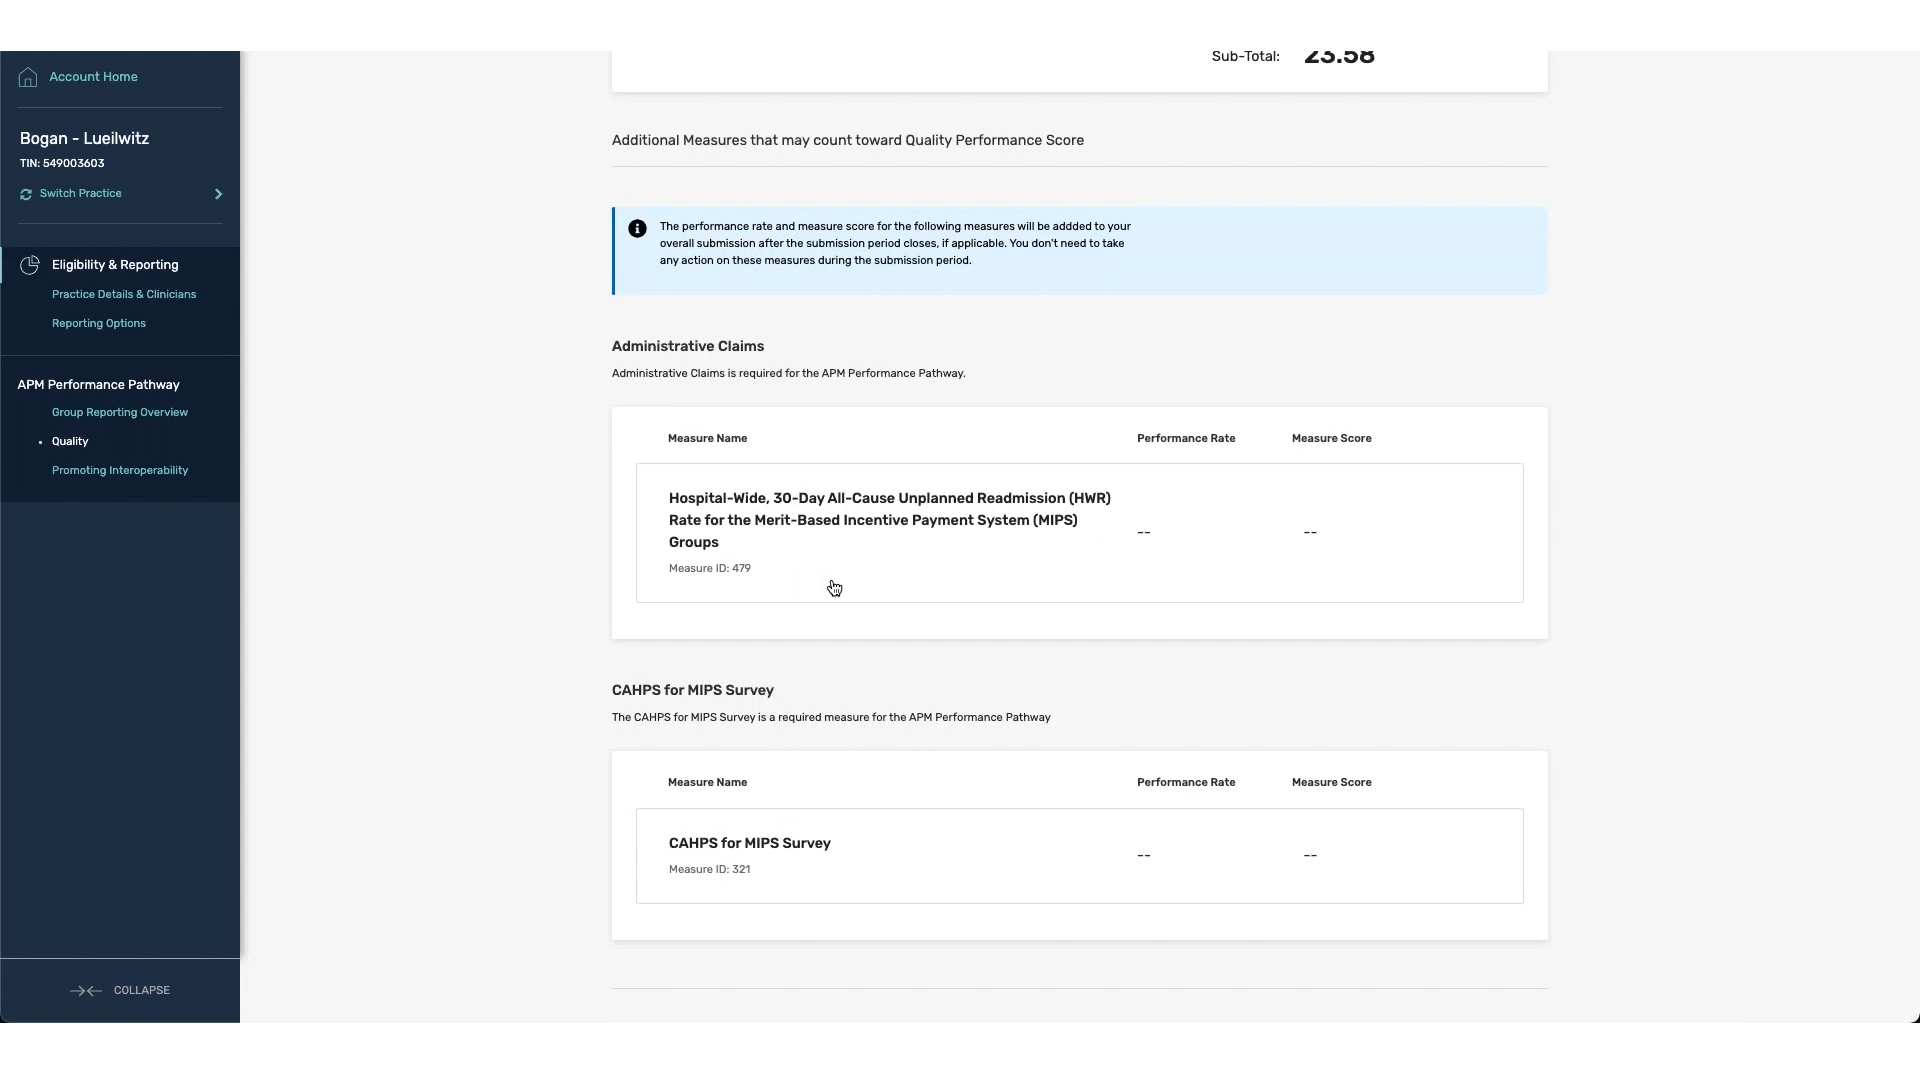 Account Home
Bogan - Lueilwitz
TIN: 549003603
Switch Practice
Eligibility & Reporting
Practice Details & Clinicians
Reporting Options
APM Performance Pathway
Group Reporting Overview
Quality
Promoting Interoperability
COLLAPSE
Sub-Total: 23.58
Additional Measures that may count toward Quality Performance Score
The performance rate and measure score for the following measures will be addded to your
overall submission after the submission period closes, if applicable. You don't need to take
any action on these measures during the submission period.
Administrative Claims
Administrative Claims is required for the APM Performance Pathway.
Measure Name Performance Rate Measure Score
Hospital-Wide, 30-Day All-Cause Unplanned Readmission (HWR)
Rate for the Merit-Based Incentive Payment System (MIPS)
Groups
-- --
Measure ID: 479
CAHPS for MIPS Survey
The CAHPS for MIPS Survey is a required measure for the APM Performance Pathway
Measure Name Performance Rate Measure Score
CAHPS for MIPS Survey
-- --
Measure ID: 321